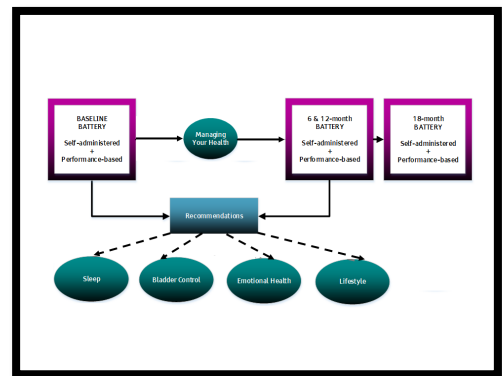 BASELINE
BATTERY
Self-administered
+
Performance-based
Managing
Your Health
6 & 12-month
BATTERY
Self-administered
+
Performance-based
18-month
BATTERY
Self-administered
+
Performance-based
Recommendations
Sleep
Bladder Control
Emotional Health
Lifestyle